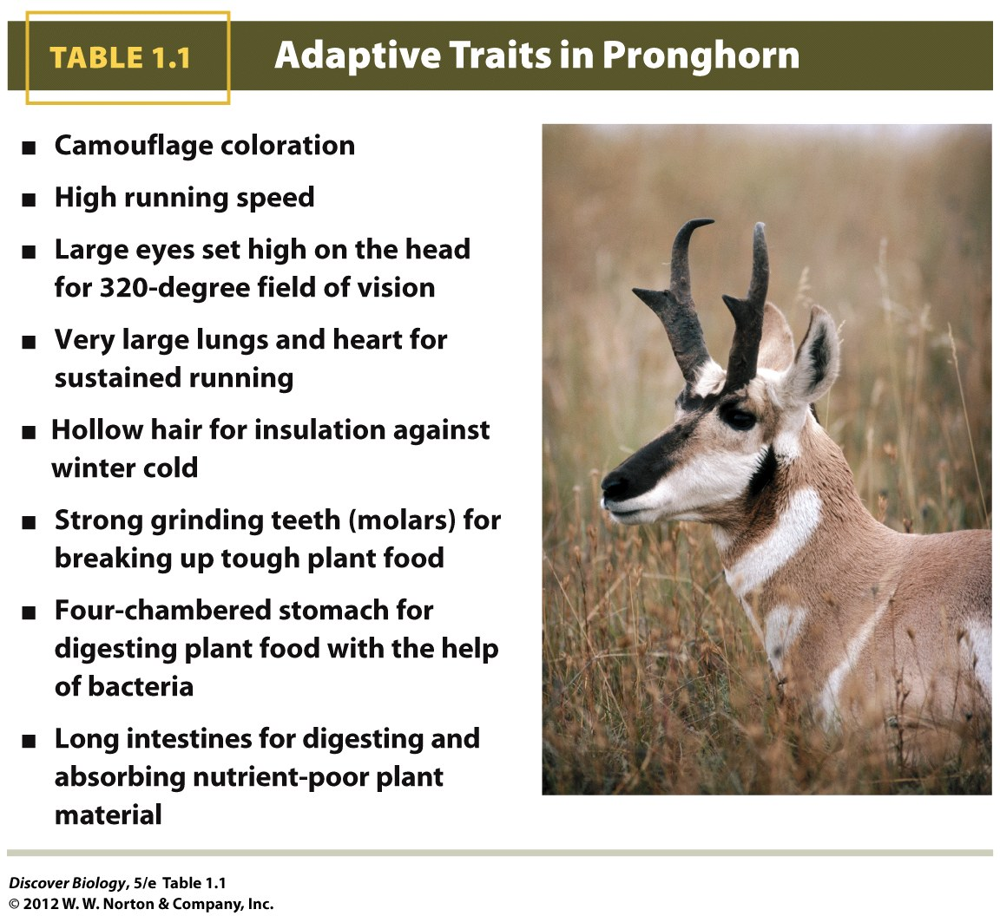 TABLE 1.1
Adaptive Traits in Pronghorn
■ Camouflage coloration
■ High running speed
■ Large eyes set high on the head
for 320-degree field of vision
■ Very large lungs and heart for
sustained running
■ Hollow hair for insulation against
winter cold
■ Strong grinding teeth (molars) for
breaking up tough plant food
■ Four-chambered stomach for
digesting plant food with the help
of bacteria
■ Long intestines for digesting and
absorbing nutrient-poor plant
material
Discover Biology, 5/e Table 1.1
© 2012 W. W. Norton & Company, Inc.